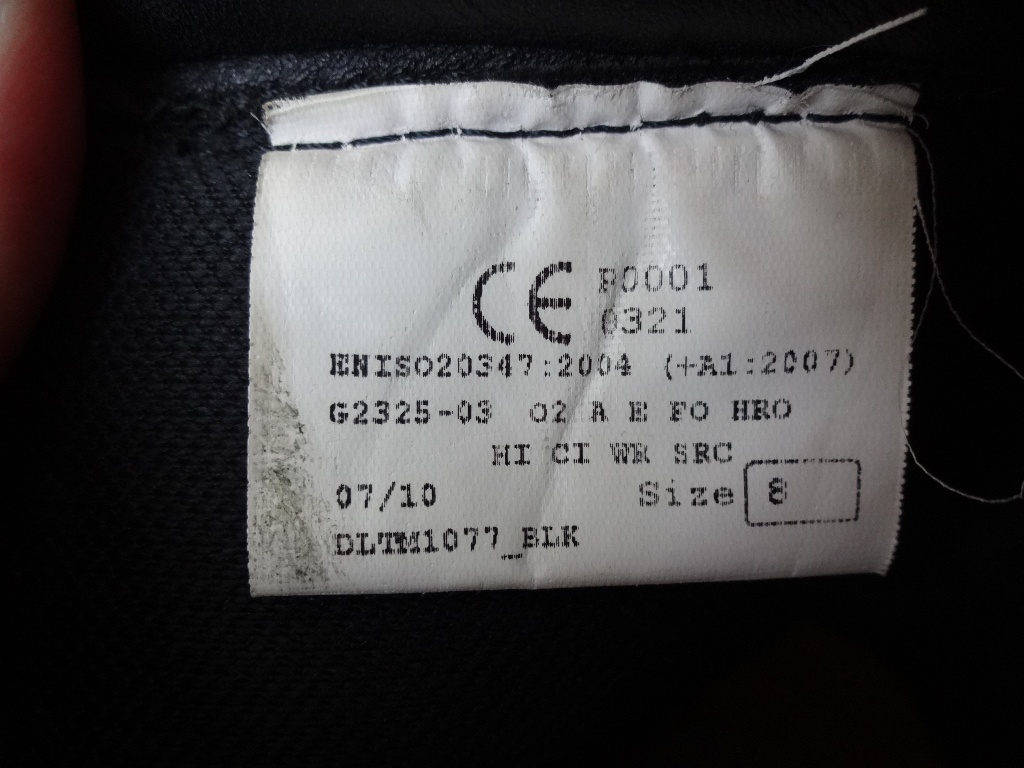 CE P0001
0321
ENISO20347:2004 (+A1:2007)
G2325-03 O2 A E FO HRO
HI CI WR SRC
07/10 Size 8
DLTM1077_BLK